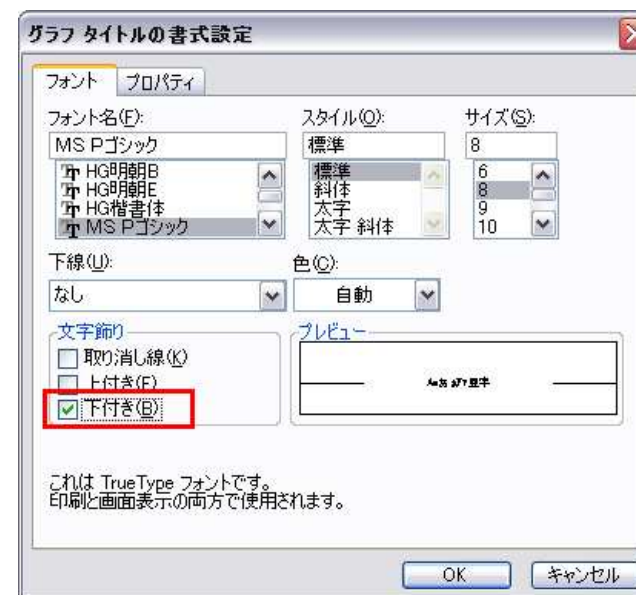 グラフ タイトルの書式設定
フォント プロパティ
フォント名(F): スタイル(O): サイズ(S):
MS Pゴシック 標準 8
HG明朝B 標準 6
HG明朝E 斜体 8
HG楷書体 太字 9
MS Pゴシック 太字 斜体 10
下線(U): 色(C):
なし 自動
文字飾り プレビュー
取り消し線(K)
上付き(E)
下付き(B)
これは TrueType フォントです。
印刷と画面表示の両方で使用されます。
OK キャンセル